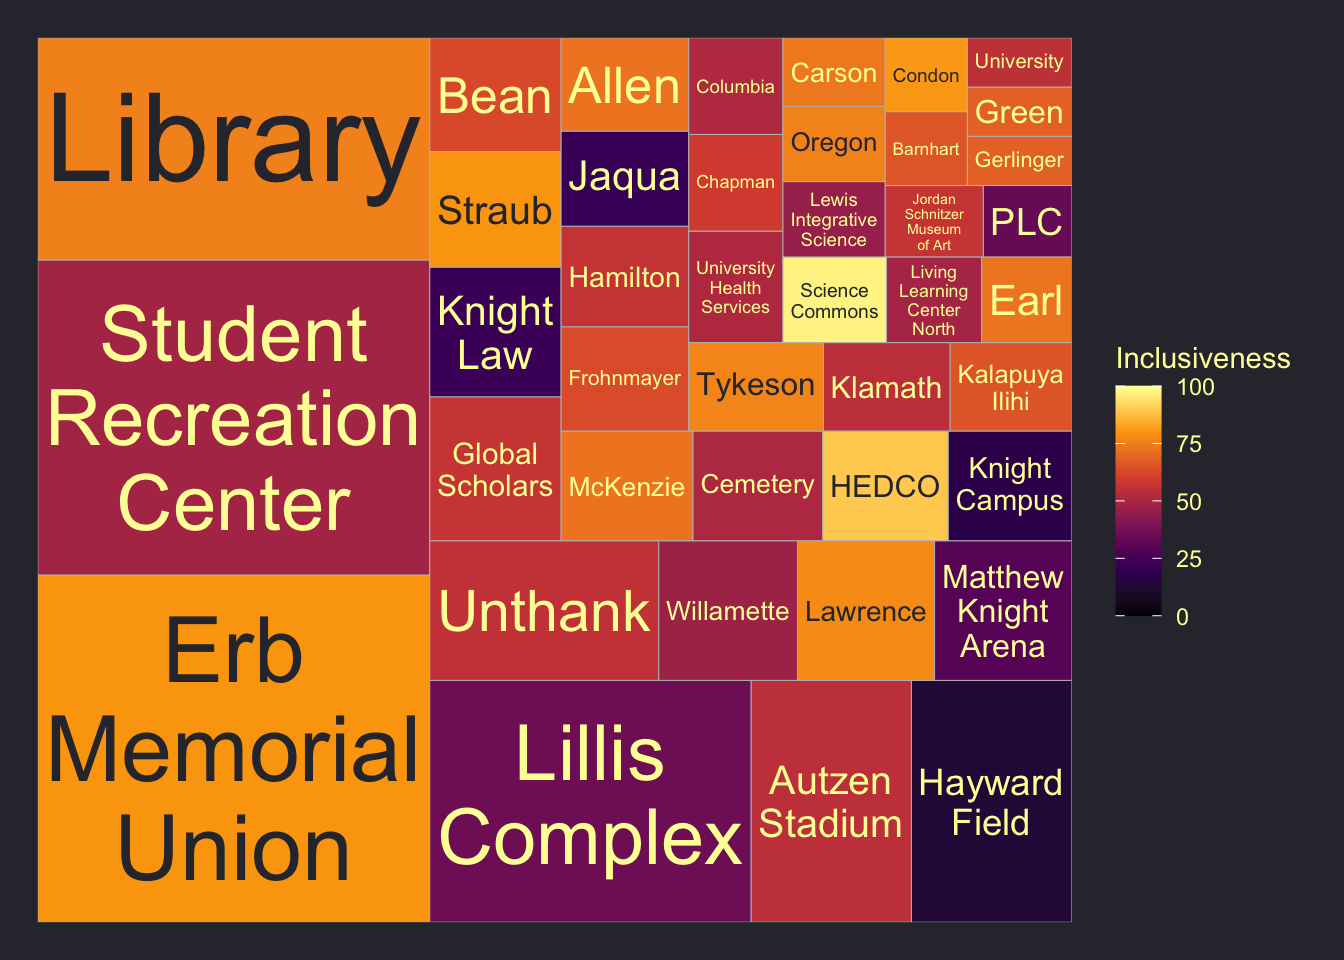 Library
Student
Recreation
Center
Erb
Memorial
Union
Bean
Straub
Knight
Law
Global
Scholars
Allen
Jaqua
Hamilton
Frohnmayer
McKenzie
Columbia
Chapman
University
Health
Services
Carson
Oregon
Lewis
Integrative
Science
Science
Commons
Condon
Barnhart
University
Green
Gerlinger
Jordan
Schnitzer
Museum
of Art
PLC
Living
Learning
Center
North
Earl
Tykeson
Klamath
Kalapuya
Ilihi
Cemetery
HEDCO
Knight
Campus
Unthank
Willamette
Lawrence
Matthew
Knight
Arena
Lillis
Complex
Autzen
Stadium
Hayward
Field
Inclusiveness
100
75
50
25
0